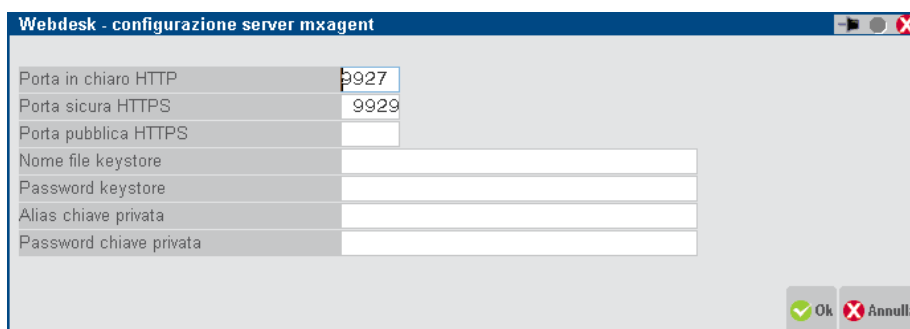 Webdesk - configurazione server mxagent
Porta in chiaro HTTP 9927
Porta sicura HTTPS 9929
Porta pubblica HTTPS
Nome file keystore
Password keystore
Alias chiave privata
Password chiave privata
Ok Annull